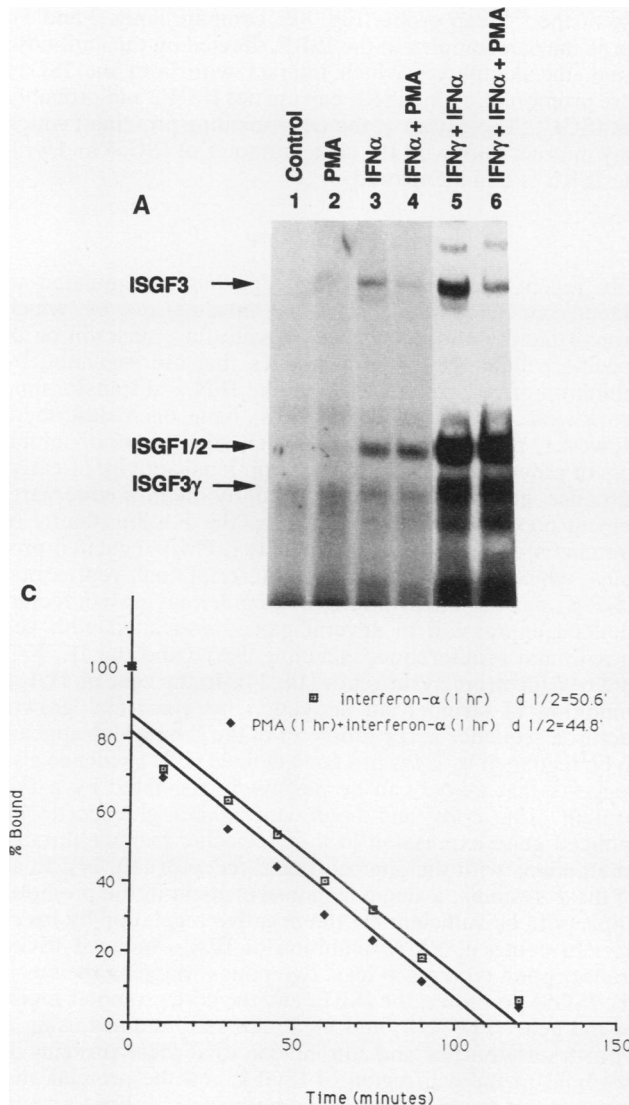 A
Control
PMA
IFNα
IFNα + PMA
IFNγ + IFNα
IFNγ + IFNα + PMA
1 2 3 4 5 6
ISGF3
ISGF1/2
ISGF3γ
C
interferon-α (1 hr) d 1/2=50.6'
PMA (1 hr)+interferon-α (1 hr) d 1/2=44.8'
% Bound
100
80
60
40
20
0
0 50 100 150
Time (minutes)